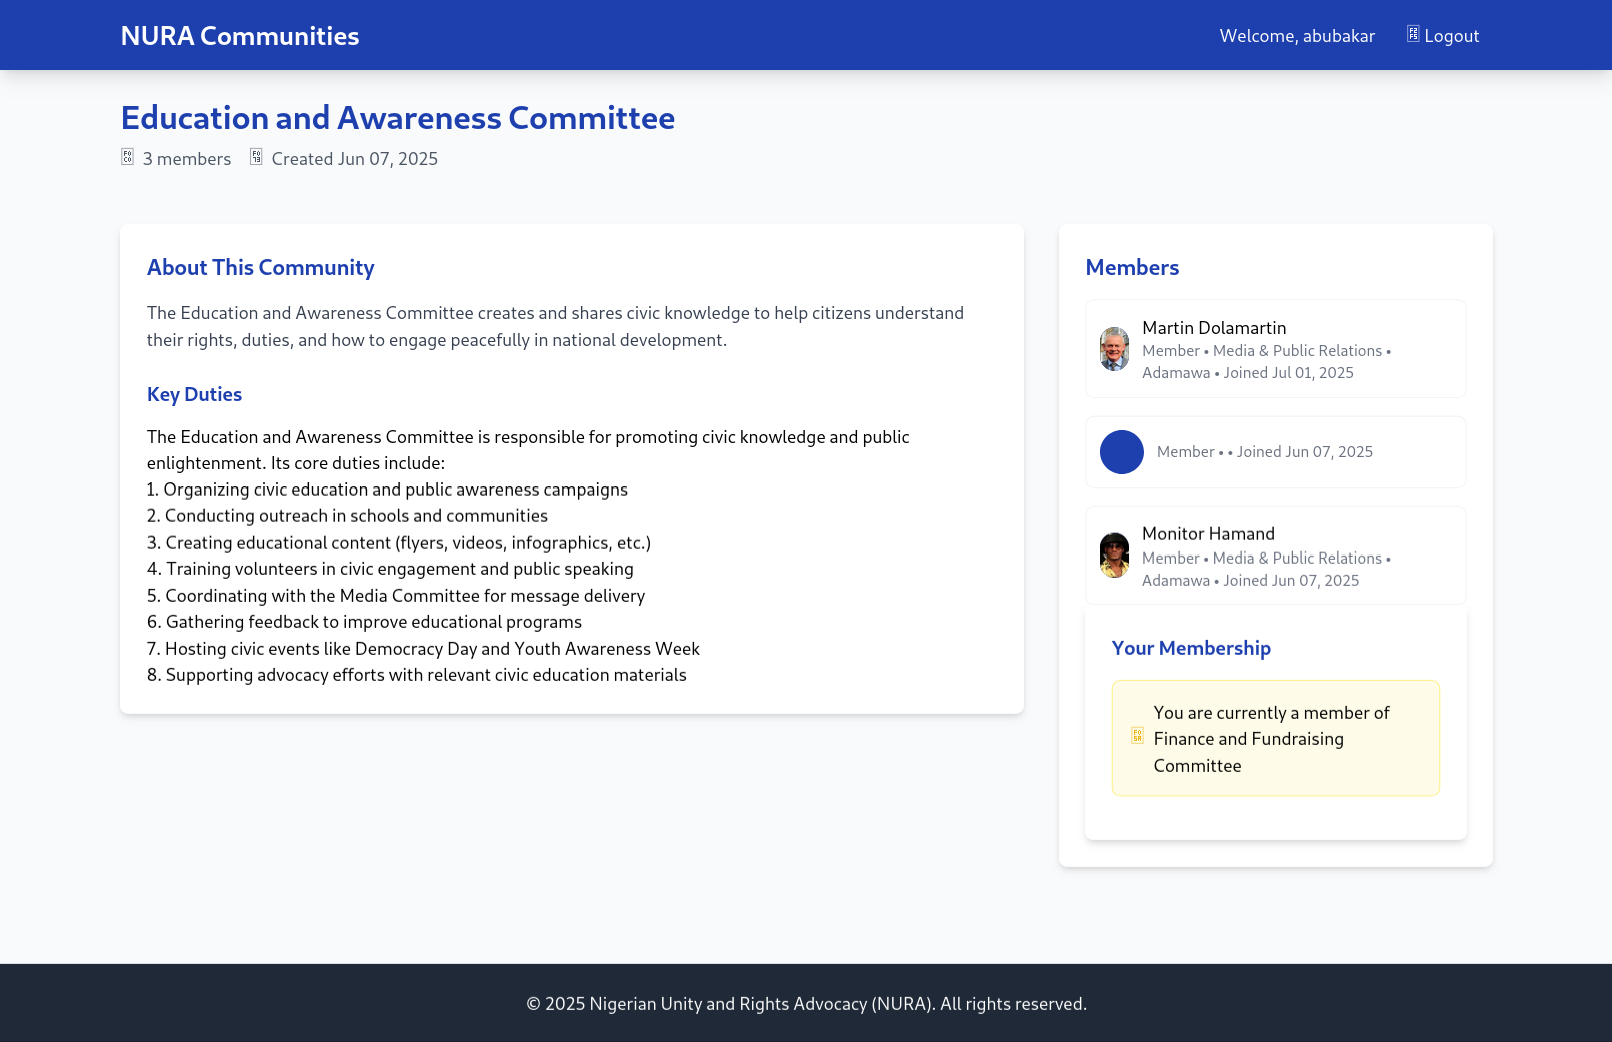 NURA Communities
Welcome, abubakar
Logout
Education and Awareness Committee
3 members
Created Jun 07, 2025
About This Community
The Education and Awareness Committee creates and shares civic knowledge to help citizens understand
their rights, duties, and how to engage peacefully in national development.
Key Duties
The Education and Awareness Committee is responsible for promoting civic knowledge and public
enlightenment. Its core duties include:
1. Organizing civic education and public awareness campaigns
2. Conducting outreach in schools and communities
3. Creating educational content (flyers, videos, infographics, etc.)
4. Training volunteers in civic engagement and public speaking
5. Coordinating with the Media Committee for message delivery
6. Gathering feedback to improve educational programs
7. Hosting civic events like Democracy Day and Youth Awareness Week
8. Supporting advocacy efforts with relevant civic education materials
Members
Martin Dolamartin
Member • Media & Public Relations •
Adamawa • Joined Jul 01, 2025
Member • • Joined Jun 07, 2025
Monitor Hamand
Member • Media & Public Relations •
Adamawa • Joined Jun 07, 2025
Your Membership
You are currently a member of
Finance and Fundraising
Committee
© 2025 Nigerian Unity and Rights Advocacy (NURA). All rights reserved.